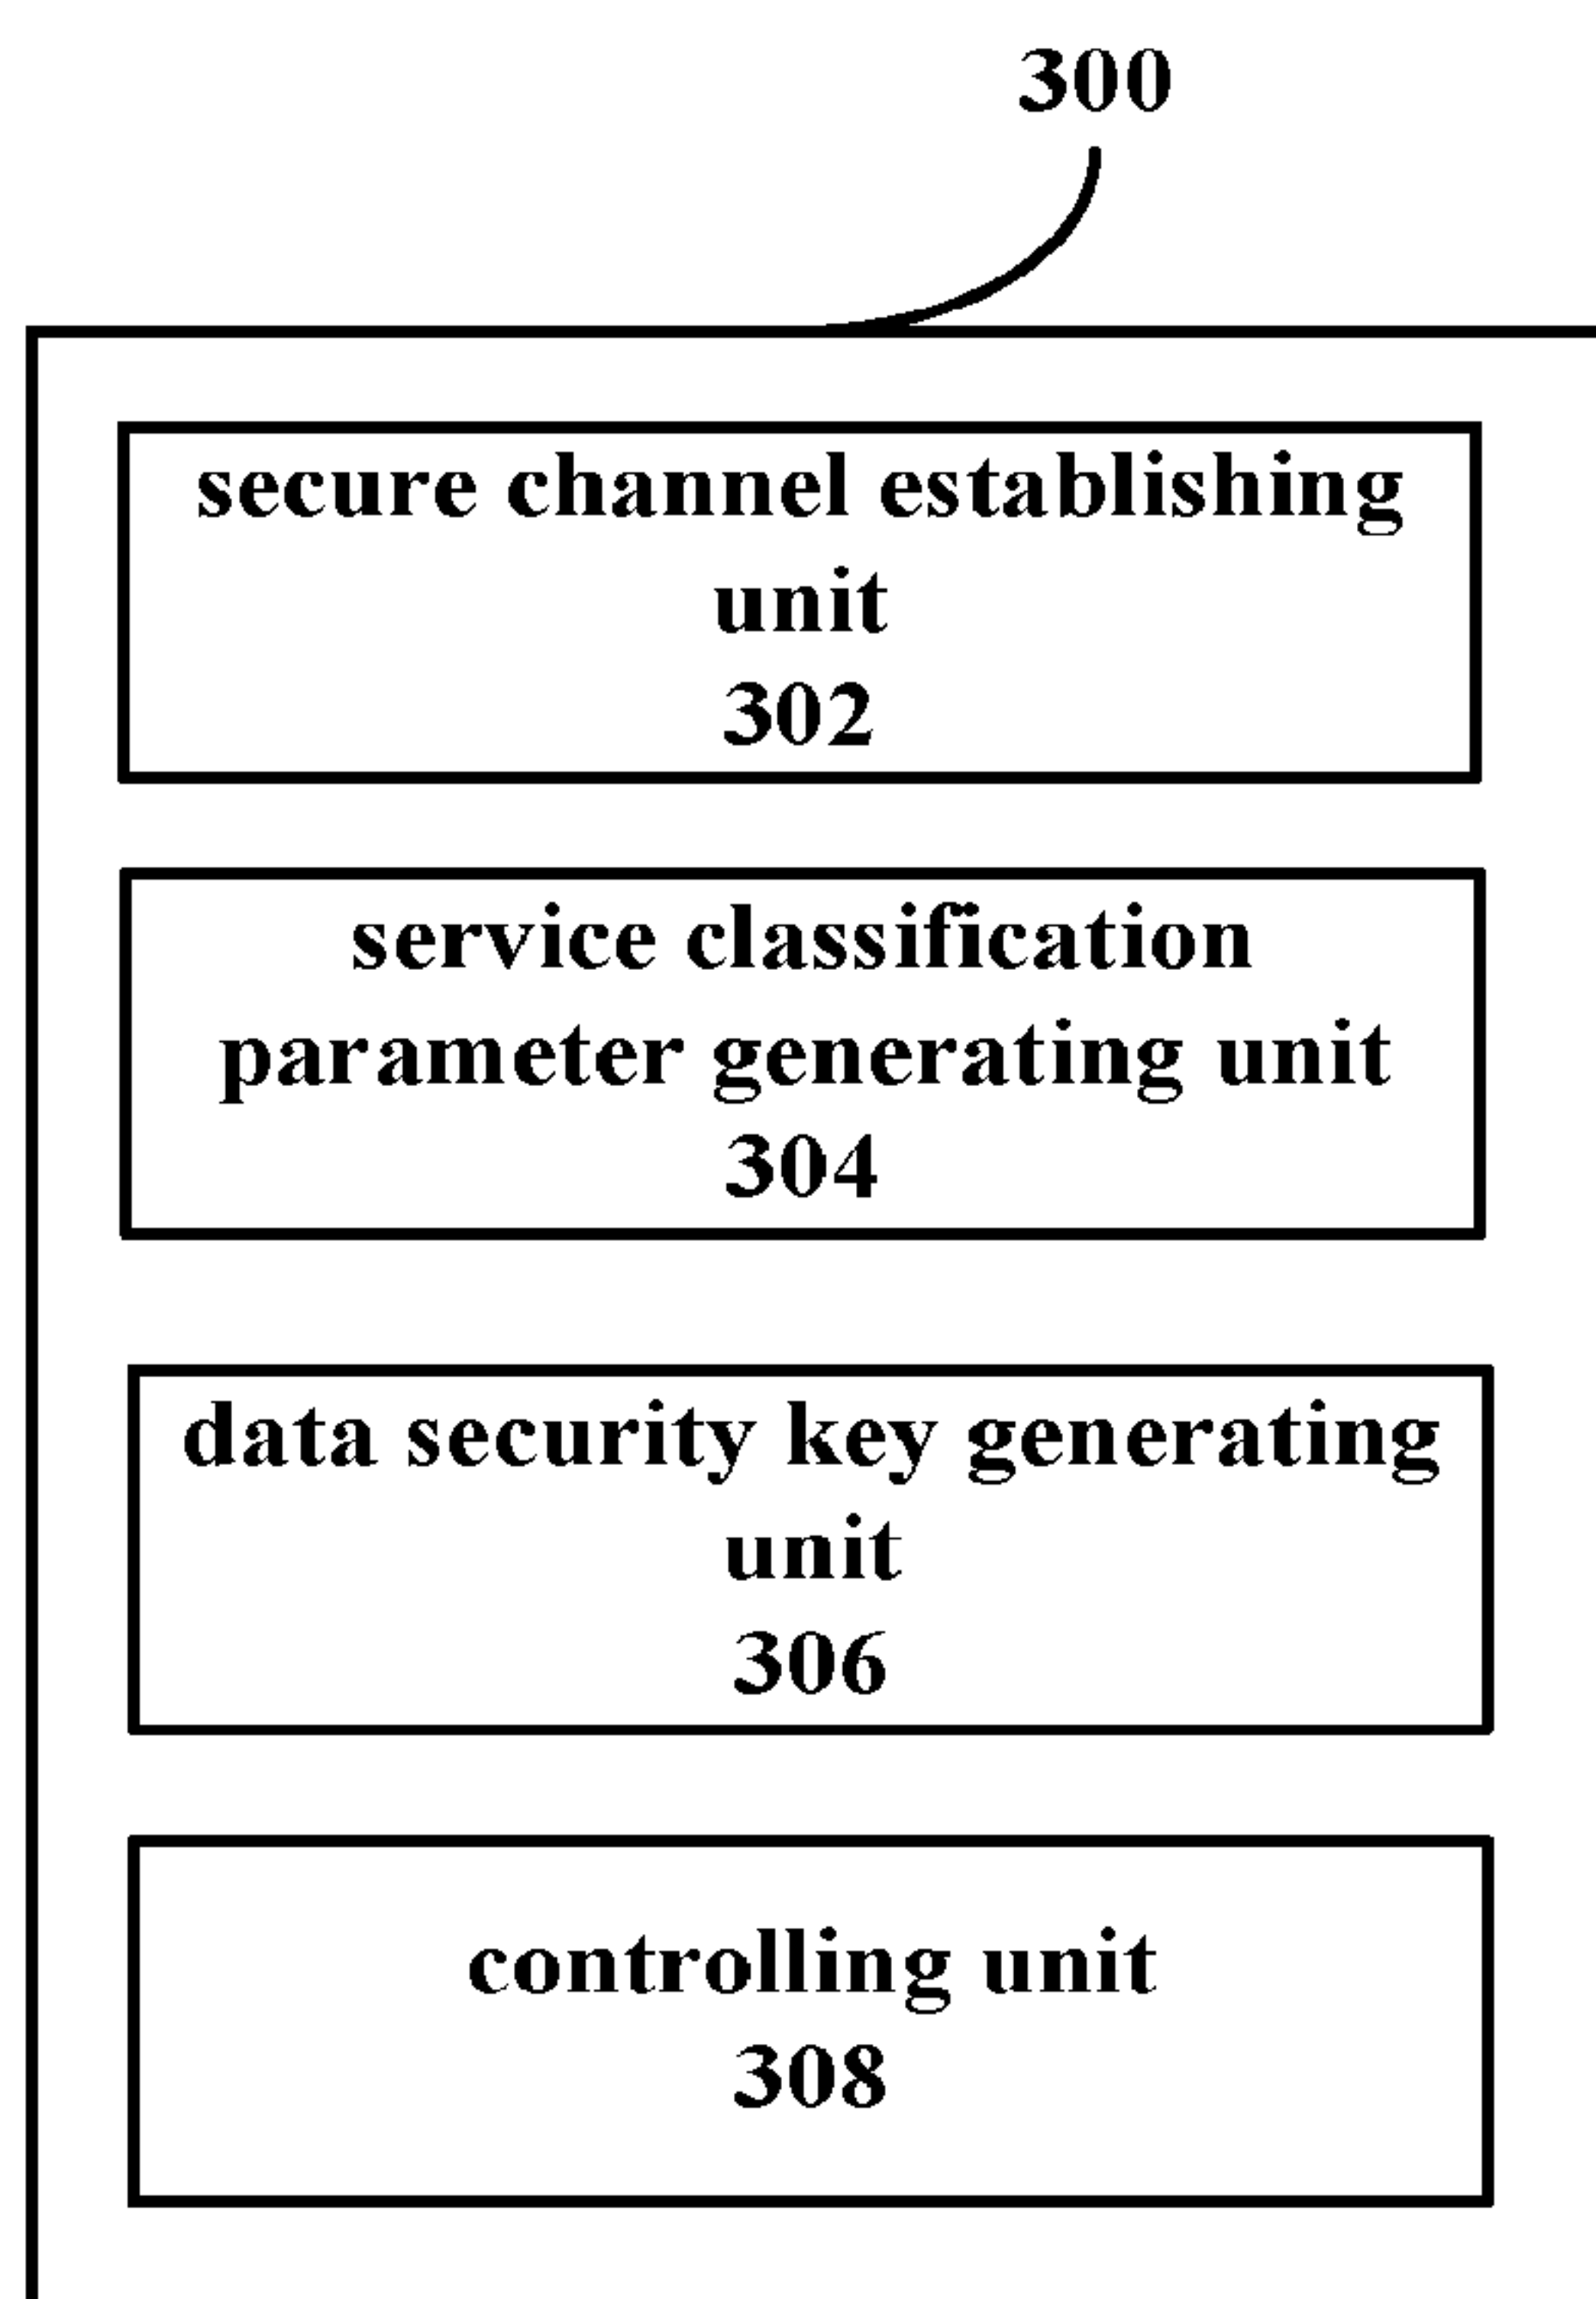 300
secure channel establishing
unit
302
service classification
parameter generating unit
304
data security key generating
unit
306
controlling unit
308